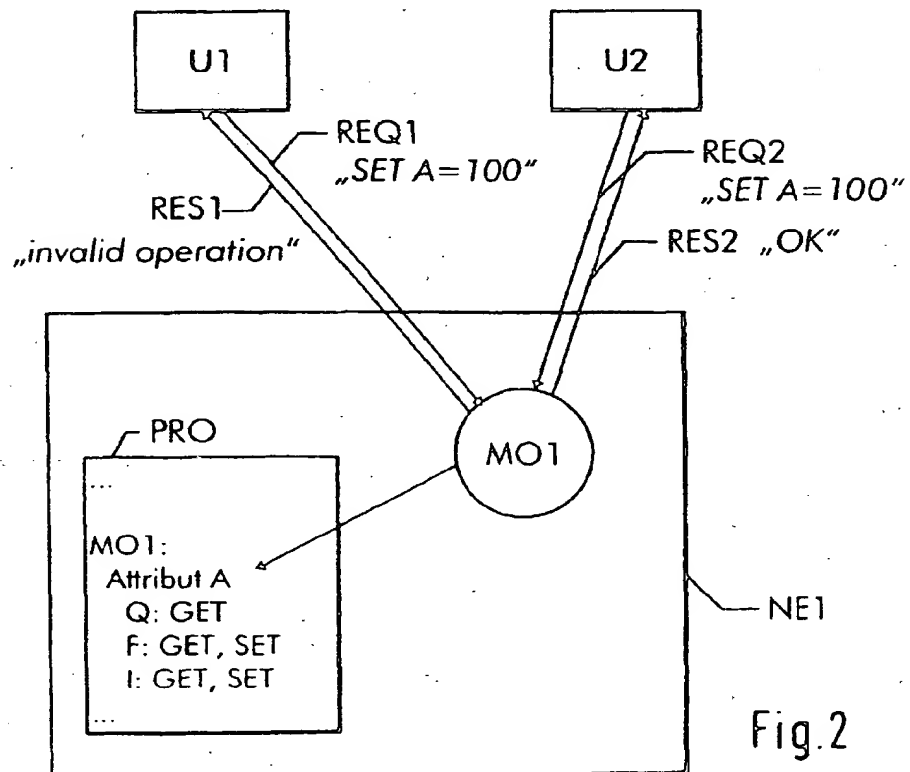 U1
U2
REQ1
„SET A=100“
RES1
„invalid operation“
REQ2
„SET A=100“
RES2 „OK“
PRO
MO1
...
MO1:
Attribut A
Q: GET
F: GET, SET
I: GET, SET
...
NE1
Fig.2